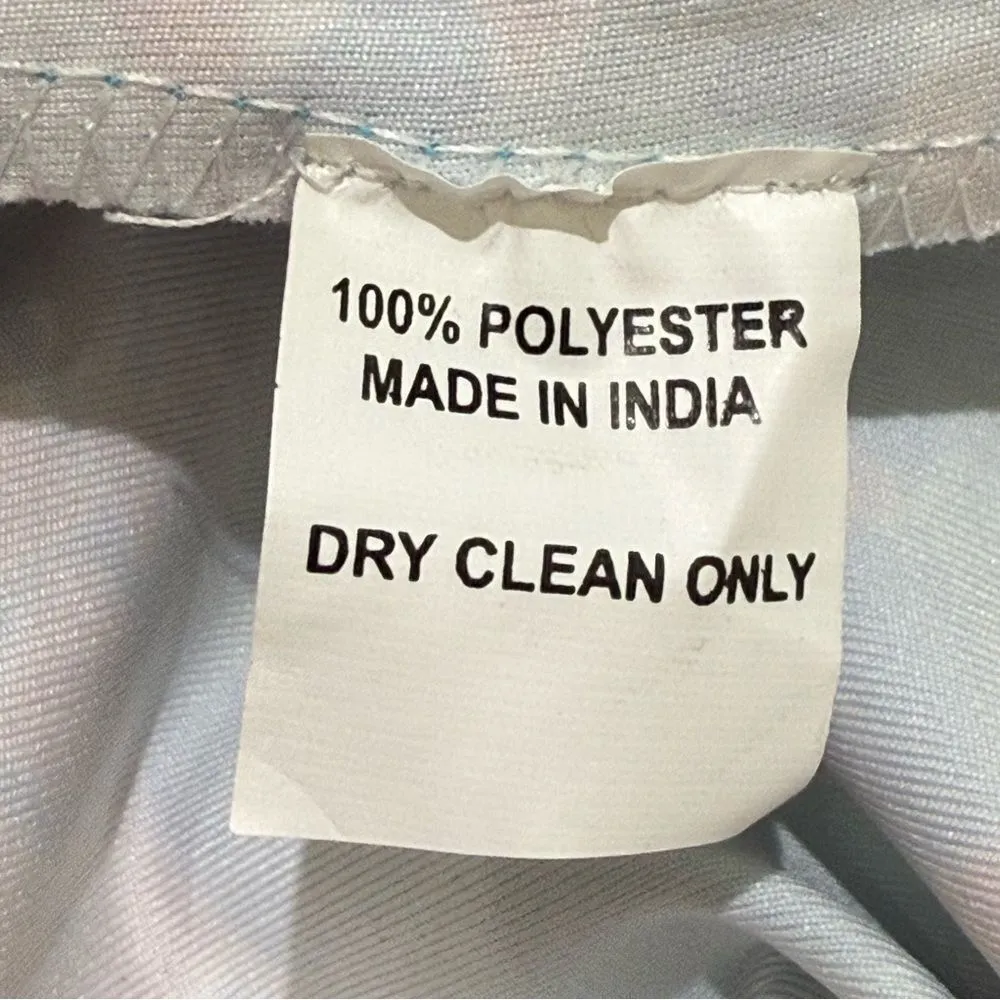 100% POLYESTER
MADE IN INDIA
DRY CLEAN ONLY